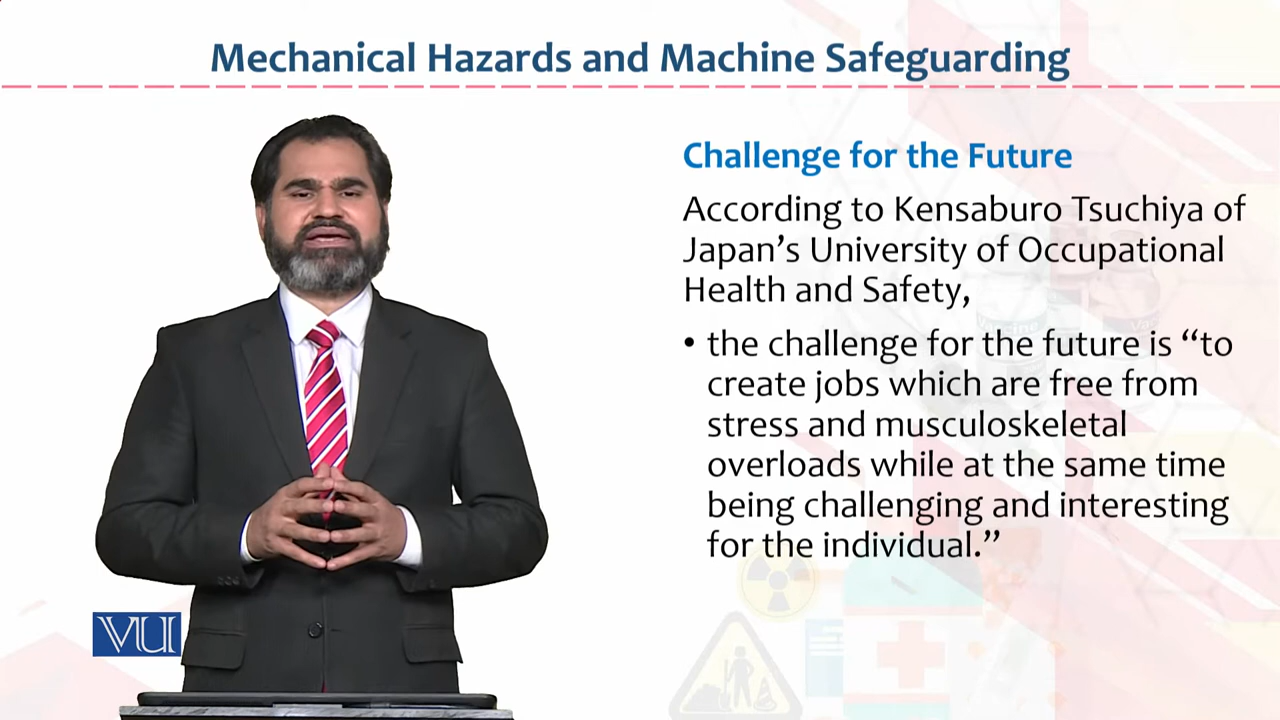 Mechanical Hazards and Machine Safeguarding
Challenge for the Future
According to Kensaburo Tsuchiya of
Japan's University of Occupational
Health and Safety,
• the challenge for the future is “to
create jobs which are free from
stress and musculoskeletal
overloads while at the same time
being challenging and interesting
for the individual.”
VU